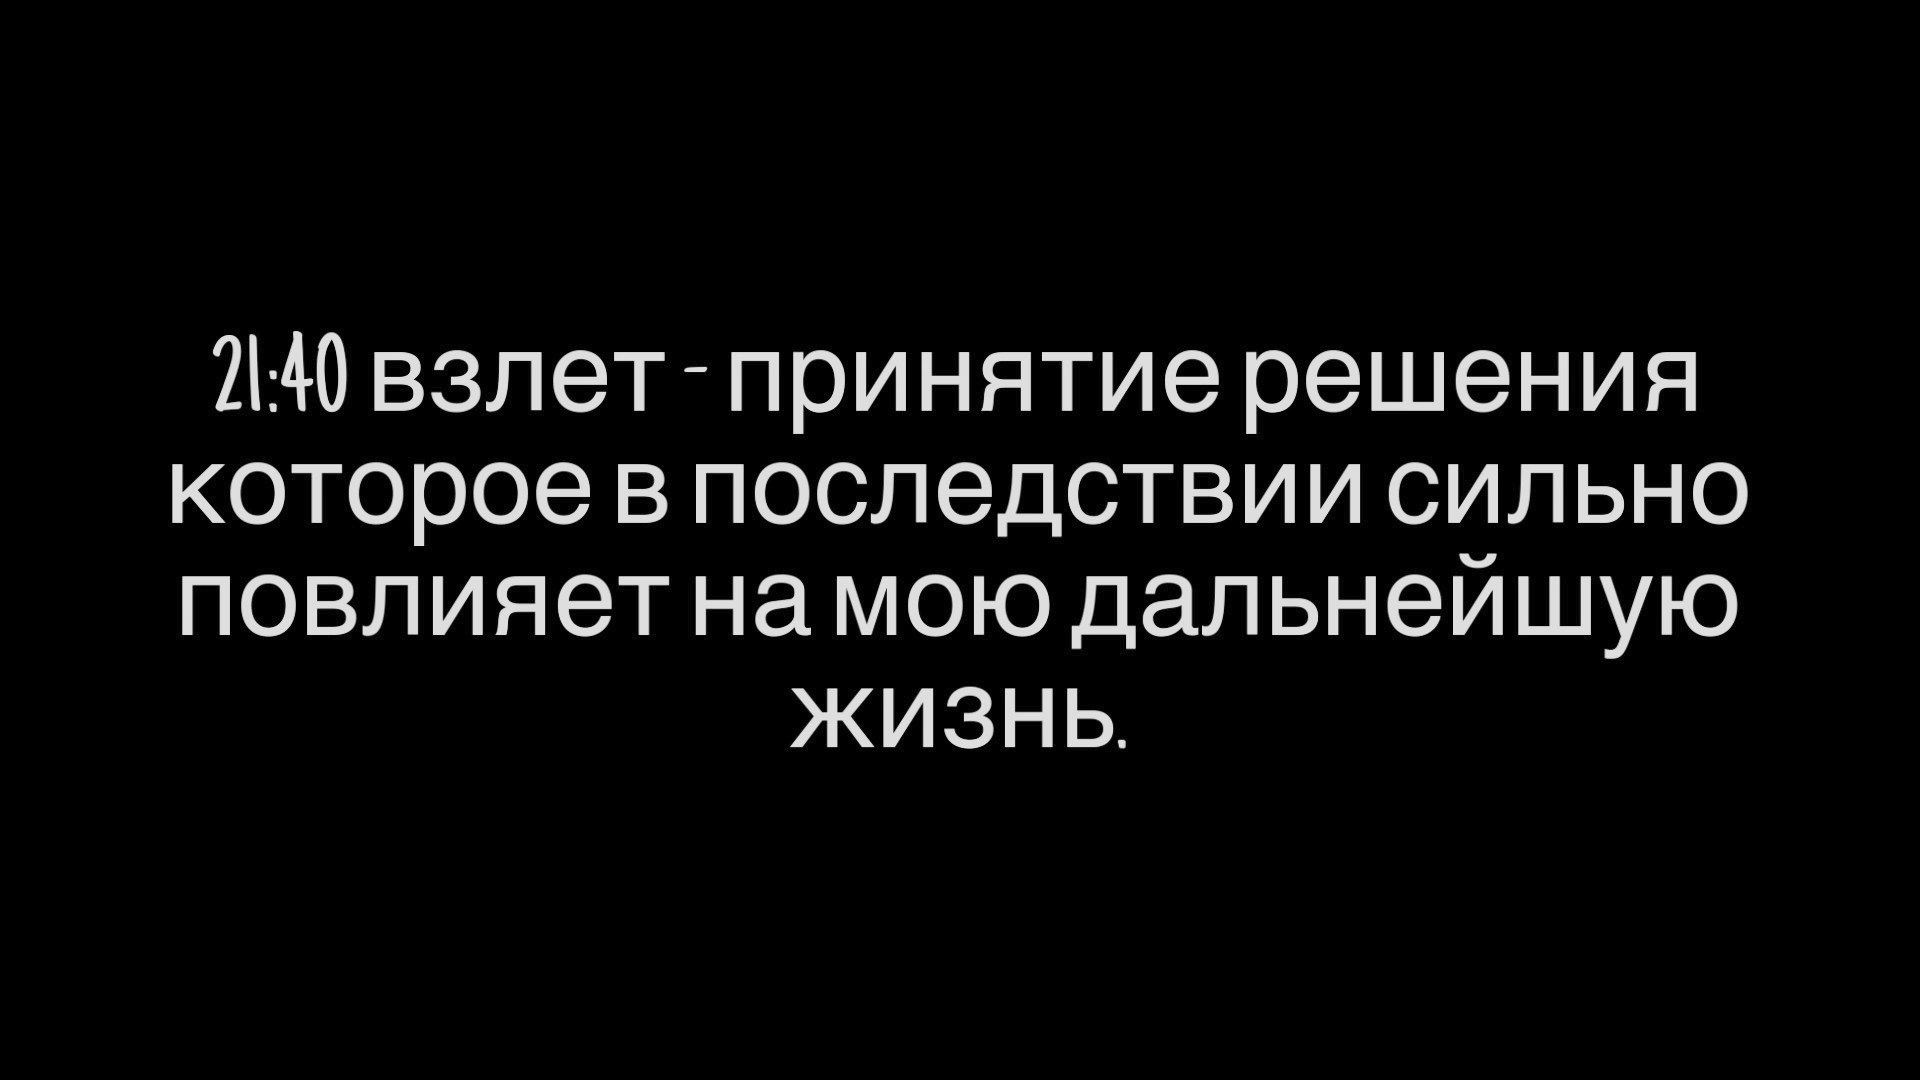 21:40 взлет - принятие решения
которое в последствии сильно
повлияет на мою дальнейшую
жизнь.